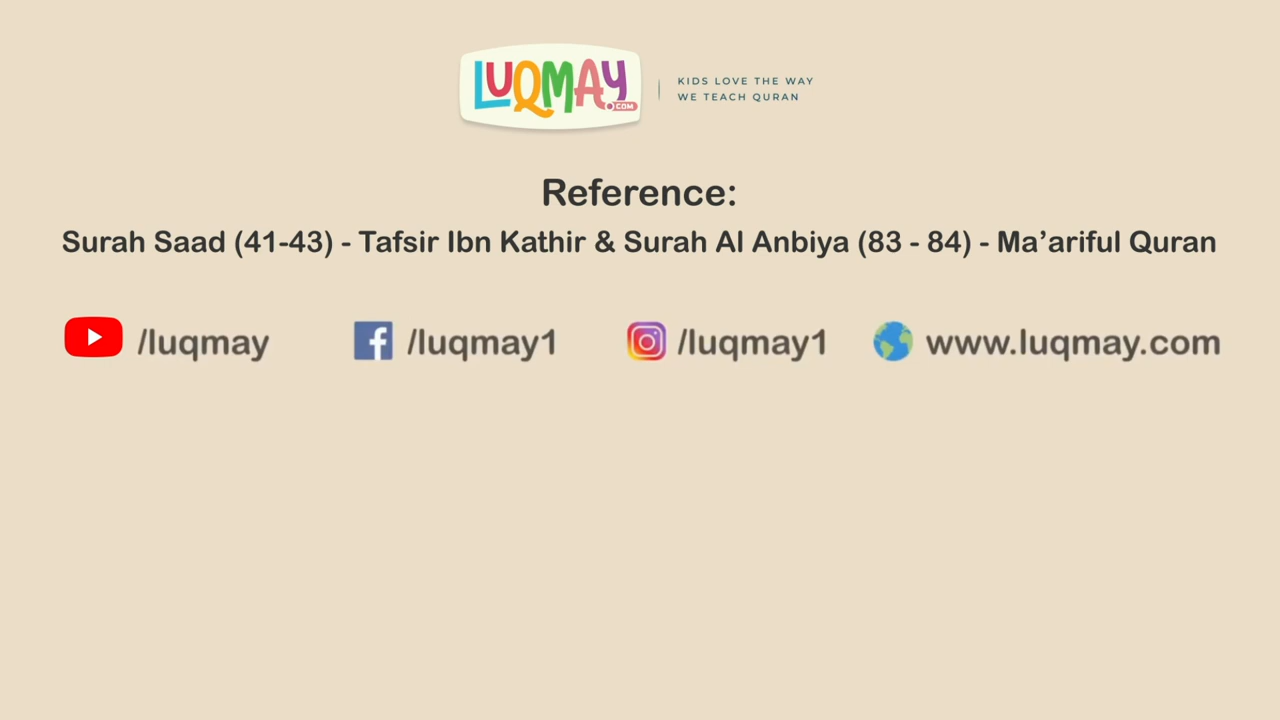 LUQMAY
.COM
KIDS LOVE THE WAY
WE TEACH QURAN
Reference:
Surah Saad (41-43) - Tafsir Ibn Kathir & Surah Al Anbiya (83 - 84) - Ma’ariful Quran
/luqmay /luqmay1 /luqmay1 www.luqmay.com